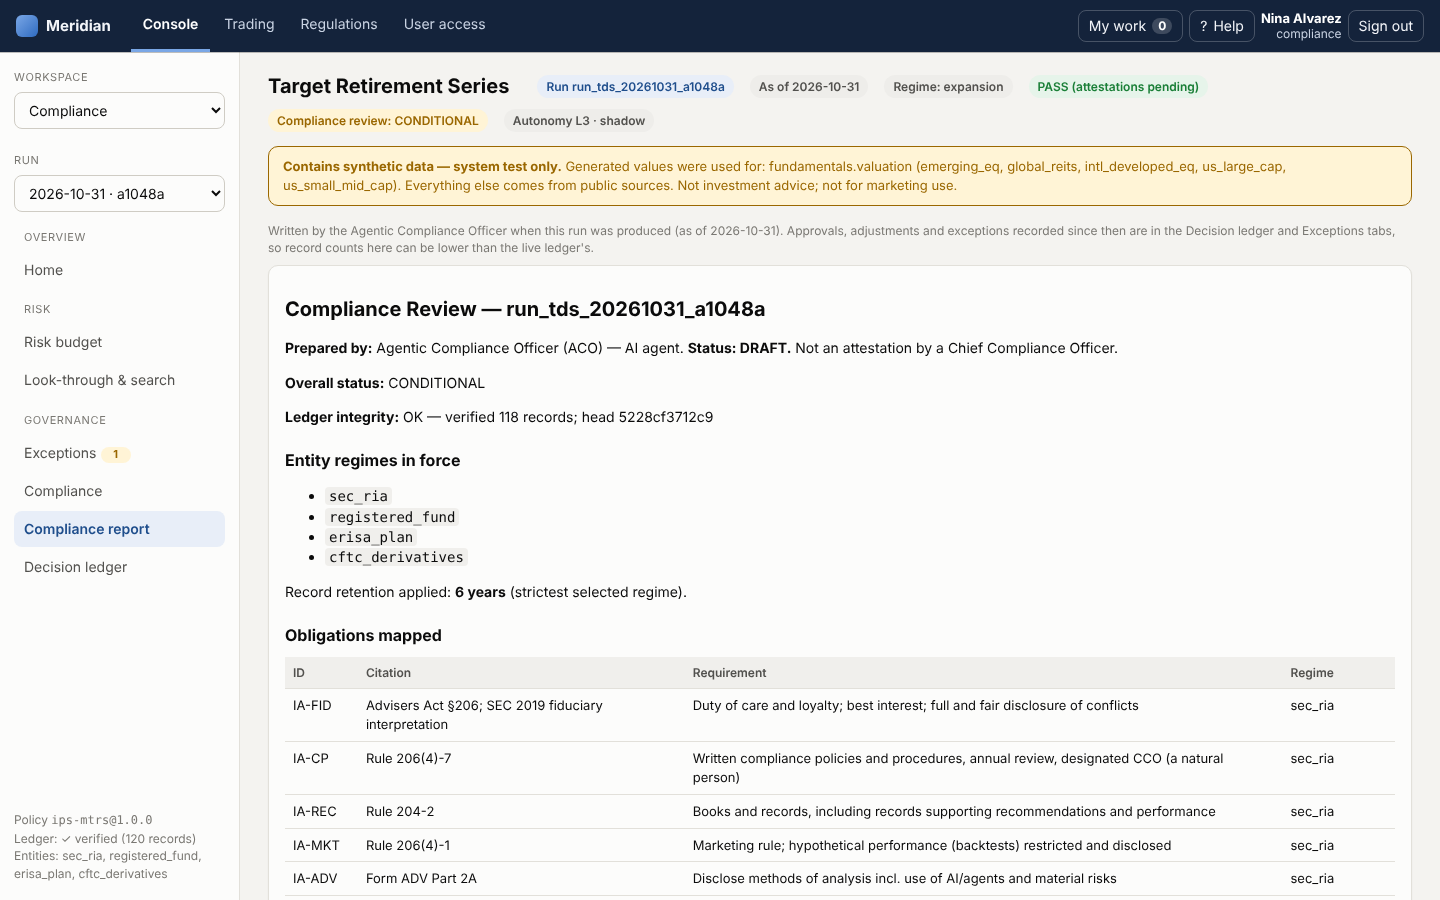 Meridian
Console
Trading
Regulations
User access
My work 0
? Help
Nina Alvarez
compliance
Sign out
WORKSPACE
Compliance
RUN
2026-10-31 · a1048a
OVERVIEW
Home
RISK
Risk budget
Look-through & search
GOVERNANCE
Exceptions 1
Compliance
Compliance report
Decision ledger
Policy ips-mtrs@1.0.0
Ledger: ✓ verified (120 records)
Entities: sec_ria, registered_fund,
erisa_plan, cftc_derivatives
Target Retirement Series
Run run_tds_20261031_a1048a
As of 2026-10-31
Regime: expansion
PASS (attestations pending)
Compliance review: CONDITIONAL
Autonomy L3 · shadow
Contains synthetic data — system test only. Generated values were used for: fundamentals.valuation (emerging_eq, global_reits, intl_developed_eq, us_large_cap,
us_small_mid_cap). Everything else comes from public sources. Not investment advice; not for marketing use.
Written by the Agentic Compliance Officer when this run was produced (as of 2026-10-31). Approvals, adjustments and exceptions recorded since then are in the Decision ledger and Exceptions tabs,
so record counts here can be lower than the live ledger's.
Compliance Review — run_tds_20261031_a1048a
Prepared by: Agentic Compliance Officer (ACO) — AI agent. Status: DRAFT. Not an attestation by a Chief Compliance Officer.
Overall status: CONDITIONAL
Ledger integrity: OK — verified 118 records; head 5228cf3712c9
Entity regimes in force
• sec_ria
• registered_fund
• erisa_plan
• cftc_derivatives
Record retention applied: 6 years (strictest selected regime).
Obligations mapped
ID Citation Requirement Regime
IA-FID Advisers Act §206; SEC 2019 fiduciary Duty of care and loyalty; best interest; full and fair disclosure of conflicts sec_ria
interpretation
IA-CP Rule 206(4)-7 Written compliance policies and procedures, annual review, designated CCO (a natural sec_ria
person)
IA-REC Rule 204-2 Books and records, including records supporting recommendations and performance sec_ria
IA-MKT Rule 206(4)-1 Marketing rule; hypothetical performance (backtests) restricted and disclosed sec_ria
IA-ADV Form ADV Part 2A Disclose methods of analysis incl. use of AI/agents and material risks sec_ria